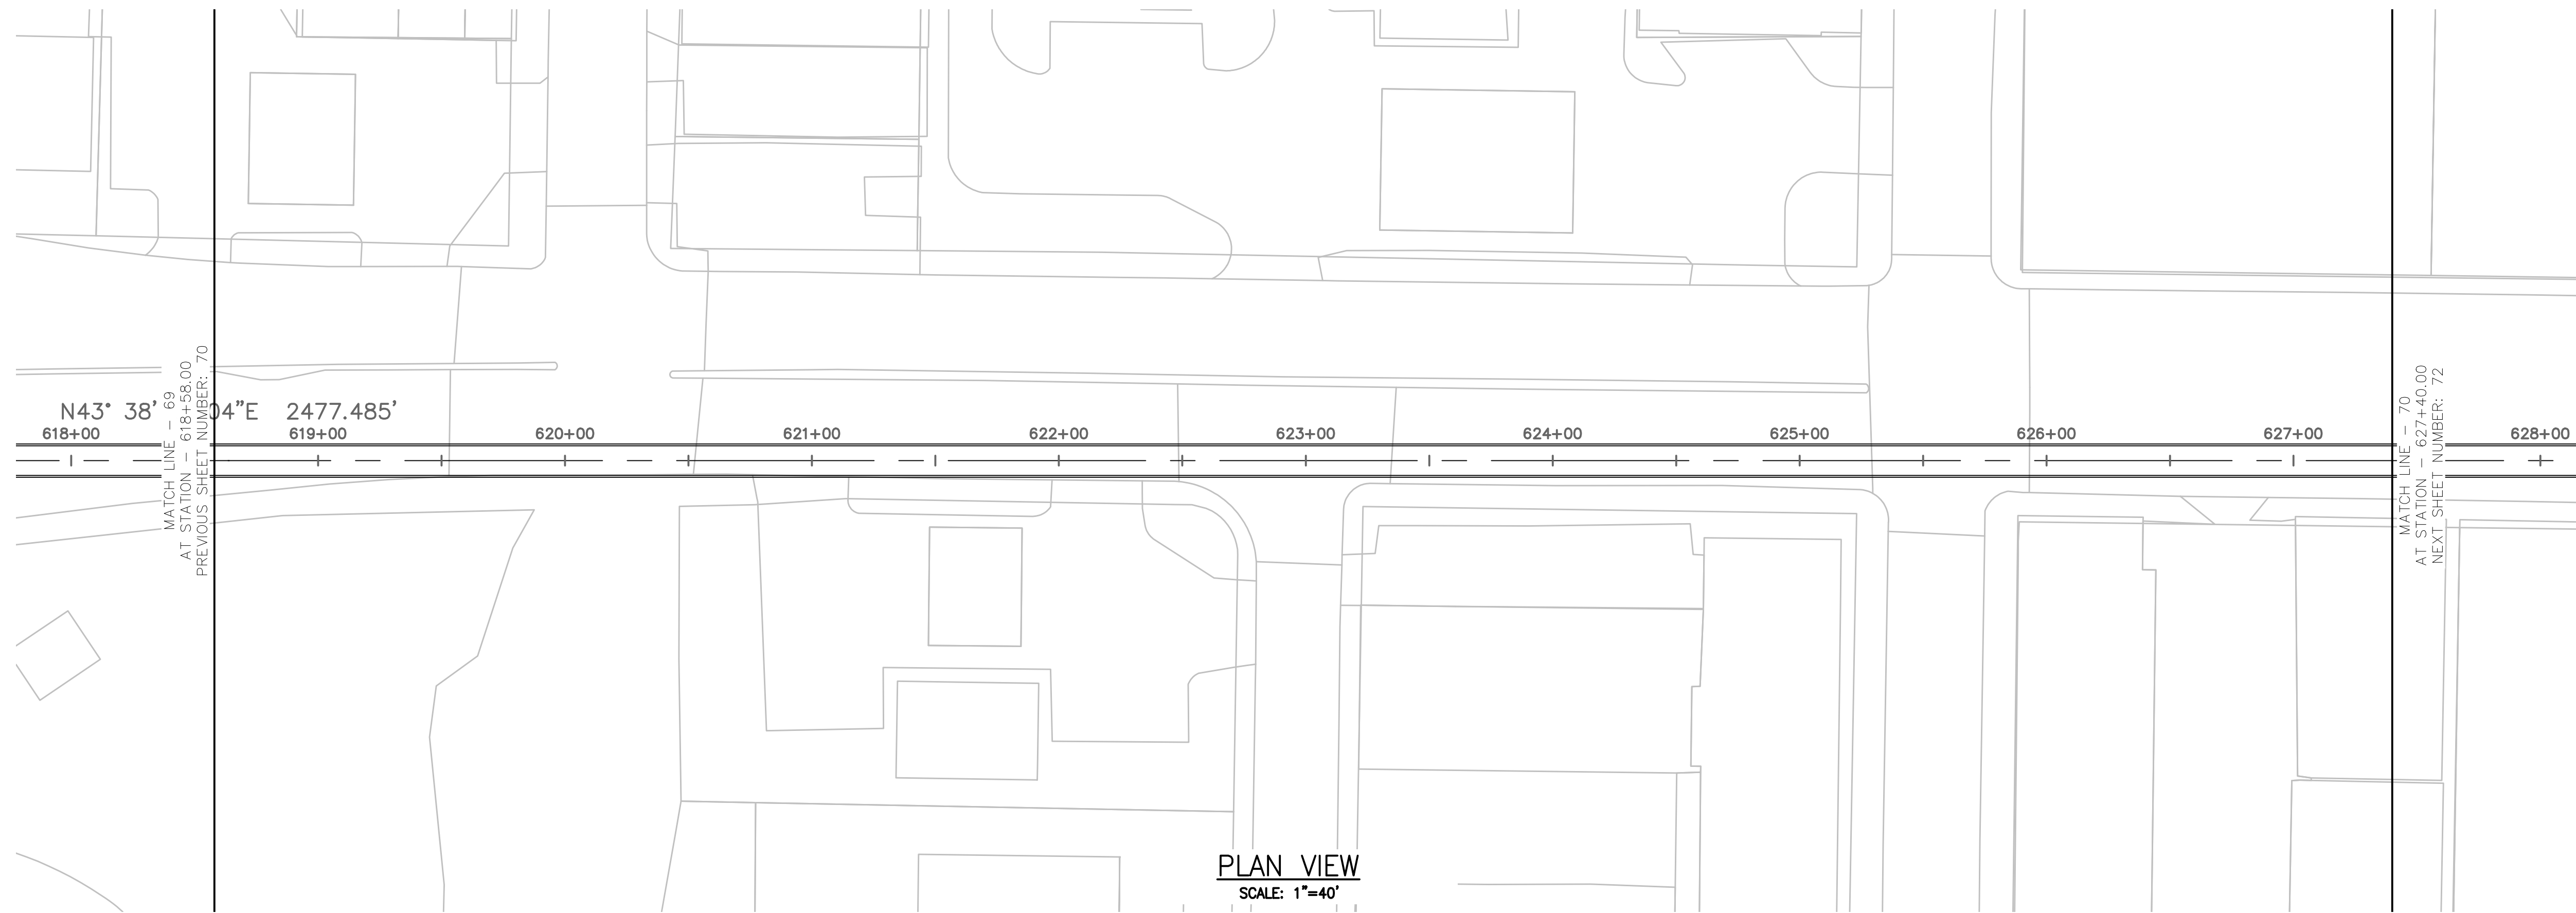 N43° 38' 04"E 2477.485'
618+00 619+00 620+00 621+00 622+00 623+00 624+00 625+00 626+00 627+00 628+00
MATCH LINE – 69
AT STATION – 618+58.00
PREVIOUS SHEET NUMBER: 70
MATCH LINE – 70
AT STATION – 627+40.00
NEXT SHEET NUMBER: 72
PLAN VIEW
SCALE: 1"=40'